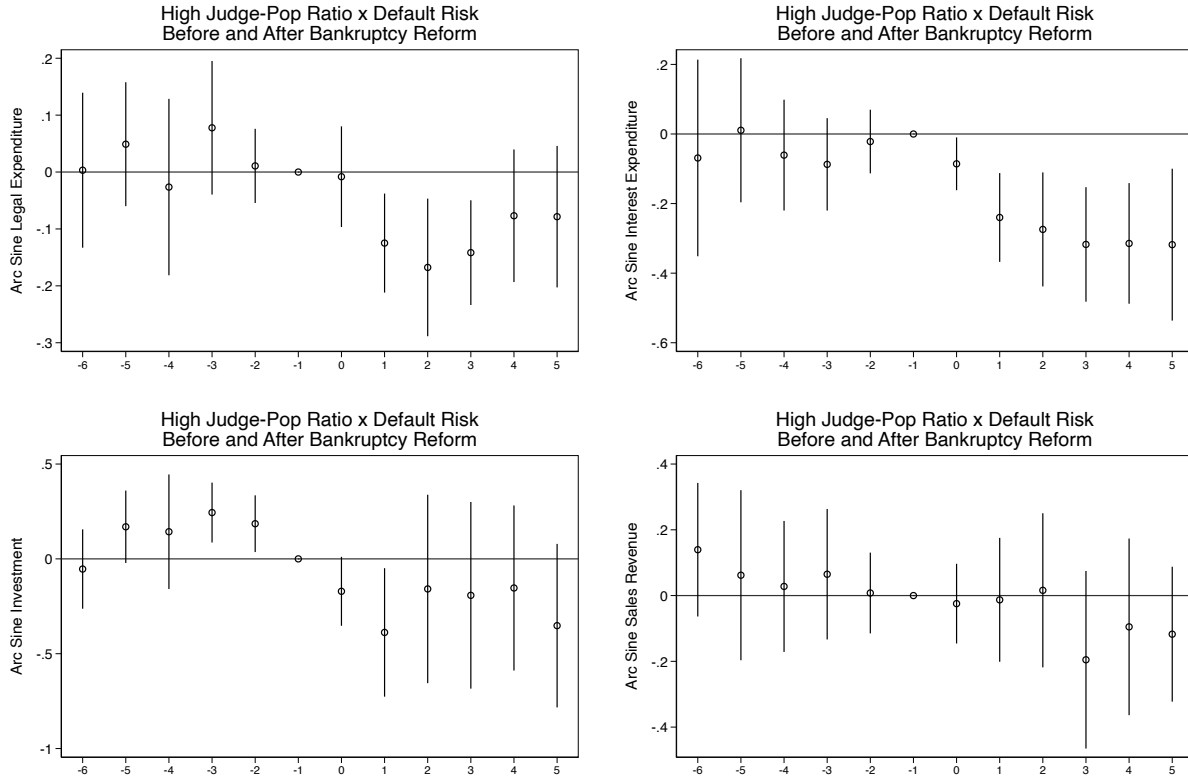 High Judge-Pop Ratio x Default Risk
Before and After Bankruptcy Reform
Arc Sine Legal Expenditure
.2
.1
0
-.1
-.2
-.3
-6 -5 -4 -3 -2 -1 0 1 2 3 4 5
High Judge-Pop Ratio x Default Risk
Before and After Bankruptcy Reform
Arc Sine Interest Expenditure
.2
0
-.2
-.4
-.6
-6 -5 -4 -3 -2 -1 0 1 2 3 4 5
High Judge-Pop Ratio x Default Risk
Before and After Bankruptcy Reform
Arc Sine Investment
.5
0
-.5
-1
-6 -5 -4 -3 -2 -1 0 1 2 3 4 5
High Judge-Pop Ratio x Default Risk
Before and After Bankruptcy Reform
Arc Sine Sales Revenue
.4
.2
0
-.2
-.4
-6 -5 -4 -3 -2 -1 0 1 2 3 4 5